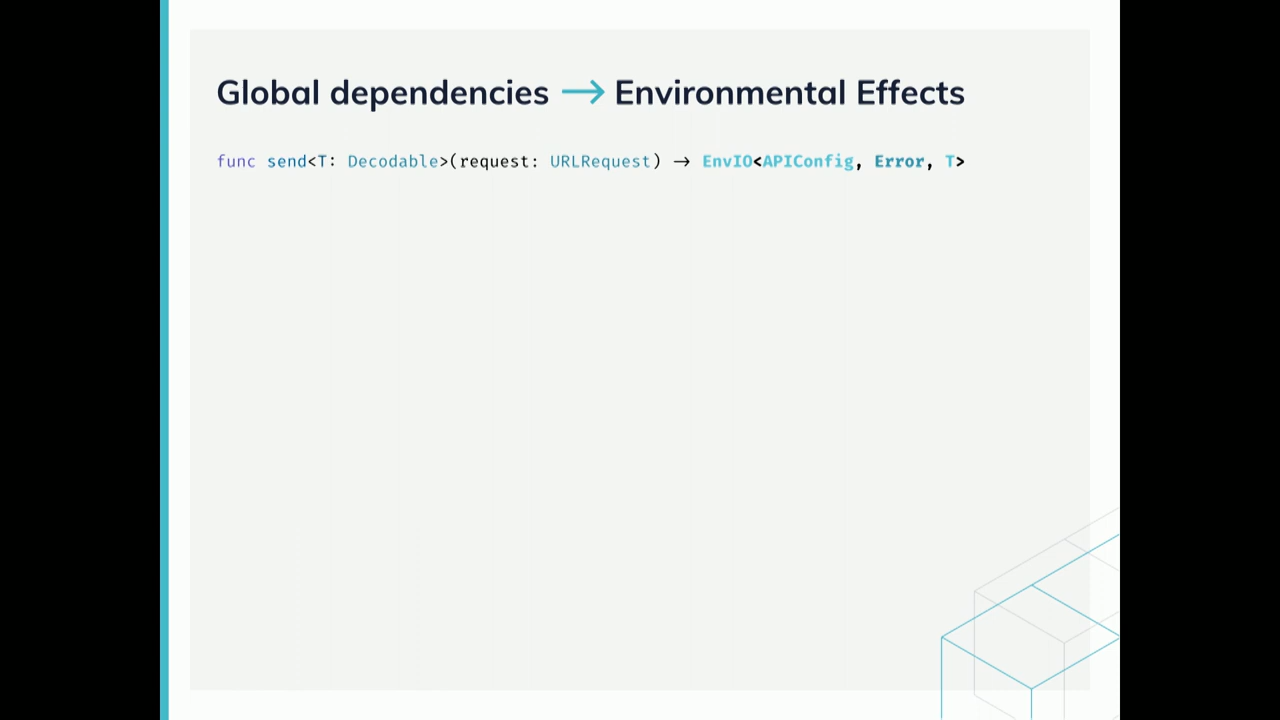 Global dependencies → Environmental Effects
func send<T: Decodable>(request: URLRequest) → EnvIO<APIConfig, Error, T>